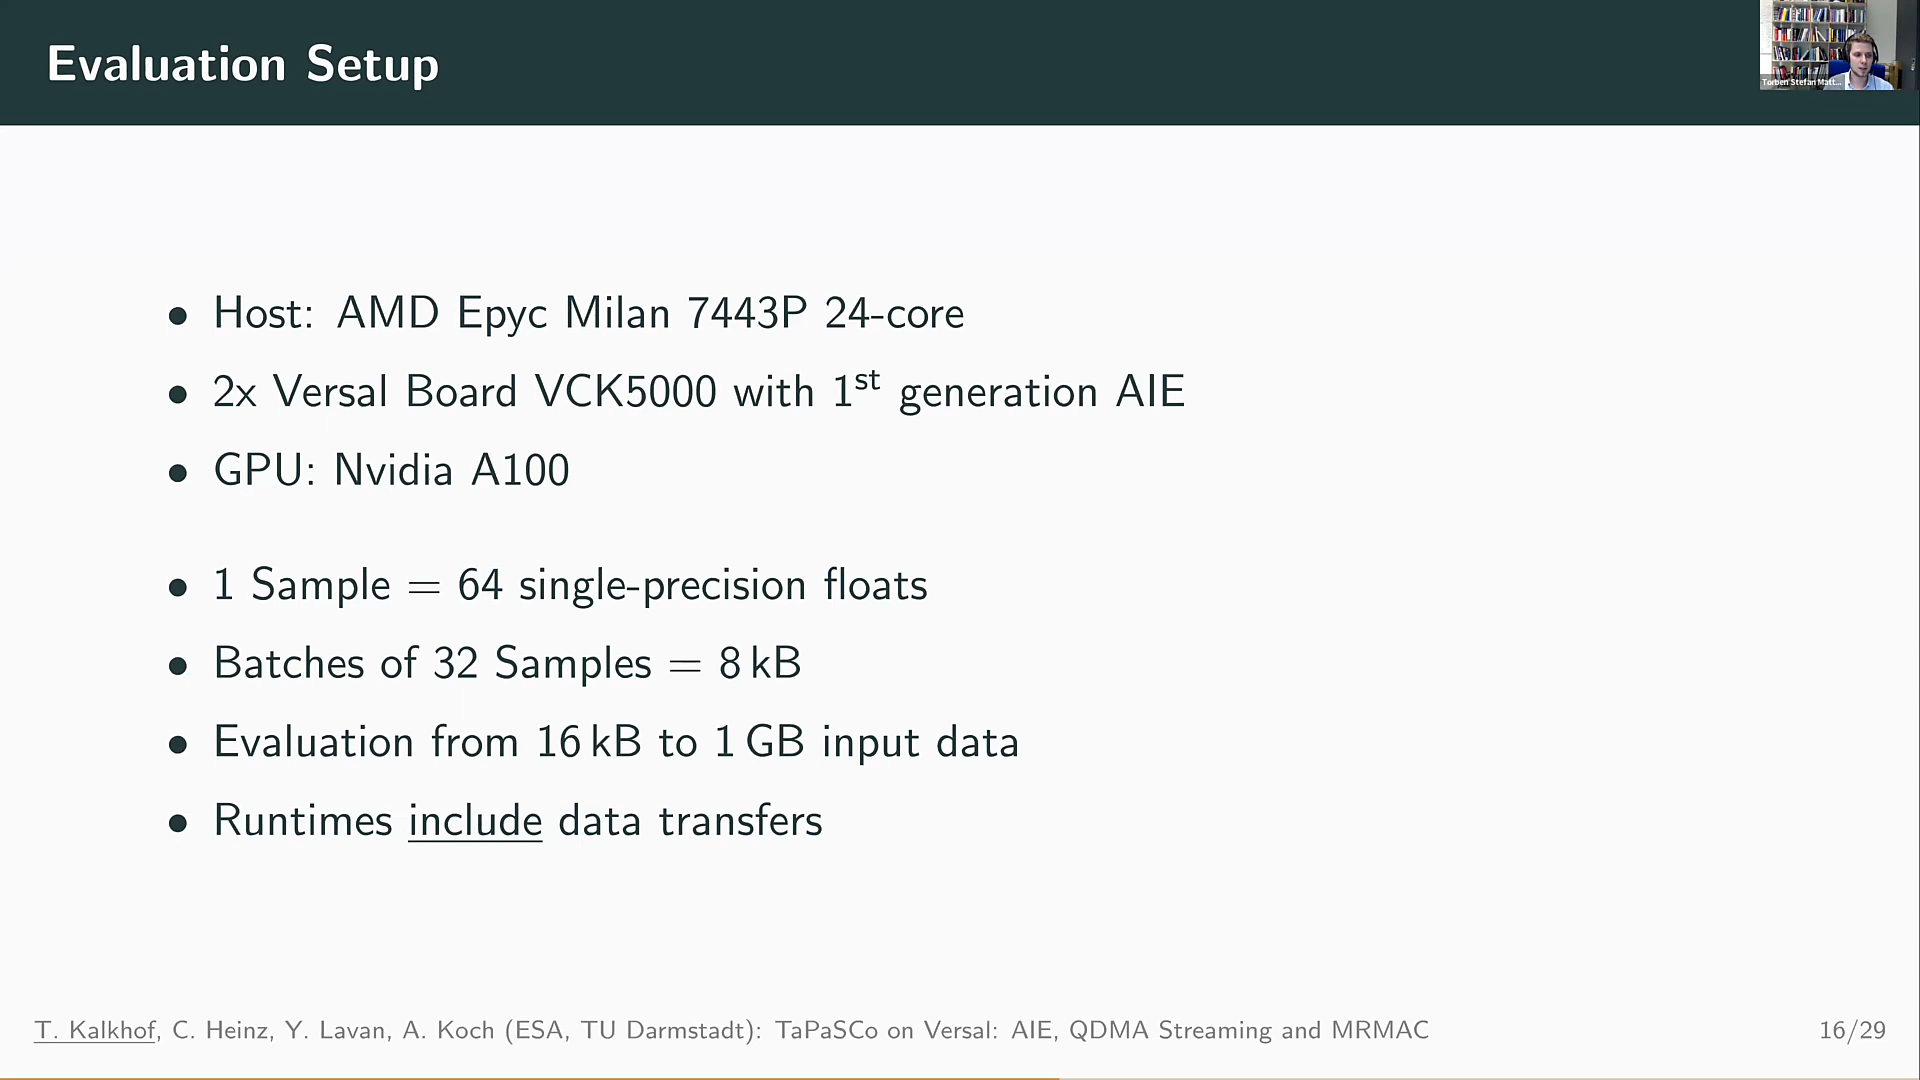 Evaluation Setup
Torben Stefan Matt...
• Host: AMD Epyc Milan 7443P 24-core
• 2x Versal Board VCK5000 with 1st generation AIE
• GPU: Nvidia A100
• 1 Sample = 64 single-precision floats
• Batches of 32 Samples = 8 kB
• Evaluation from 16 kB to 1 GB input data
• Runtimes include data transfers
T. Kalkhof, C. Heinz, Y. Lavan, A. Koch (ESA, TU Darmstadt): TaPaSCo on Versal: AIE, QDMA Streaming and MRMAC
16/29